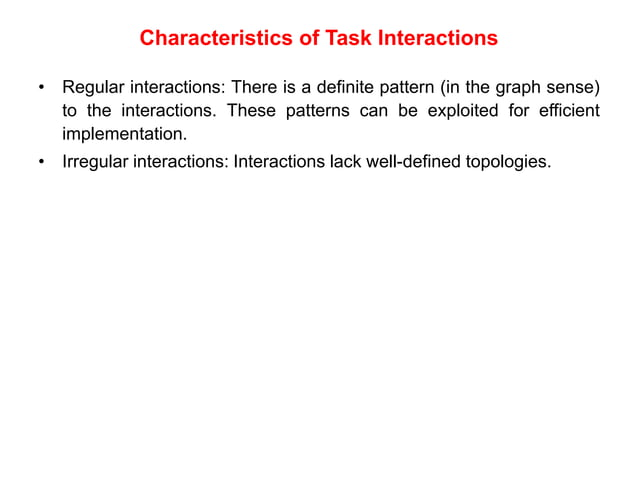 Characteristics of Task Interactions
• Regular interactions: There is a definite pattern (in the graph sense)
to the interactions. These patterns can be exploited for efficient
implementation.
• Irregular interactions: Interactions lack well-defined topologies.